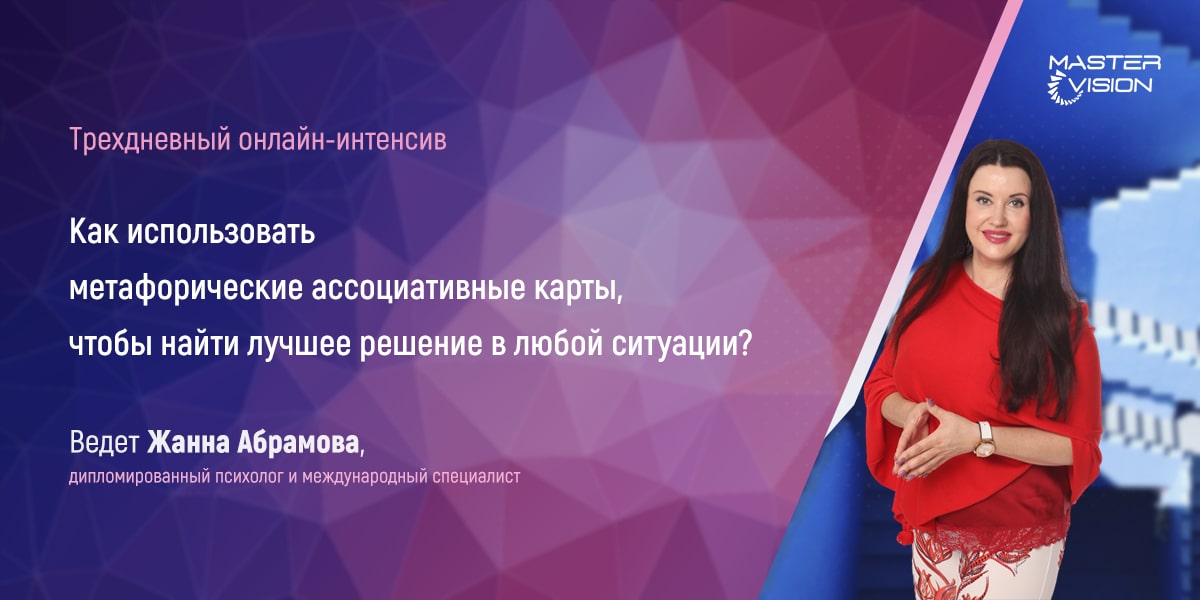 MASTER
VISION
Трехдневный онлайн-интенсив
Как использовать
метафорические ассоциативные карты,
чтобы найти лучшее решение в любой ситуации?
Ведет Жанна Абрамова,
дипломированный психолог и международный специалист